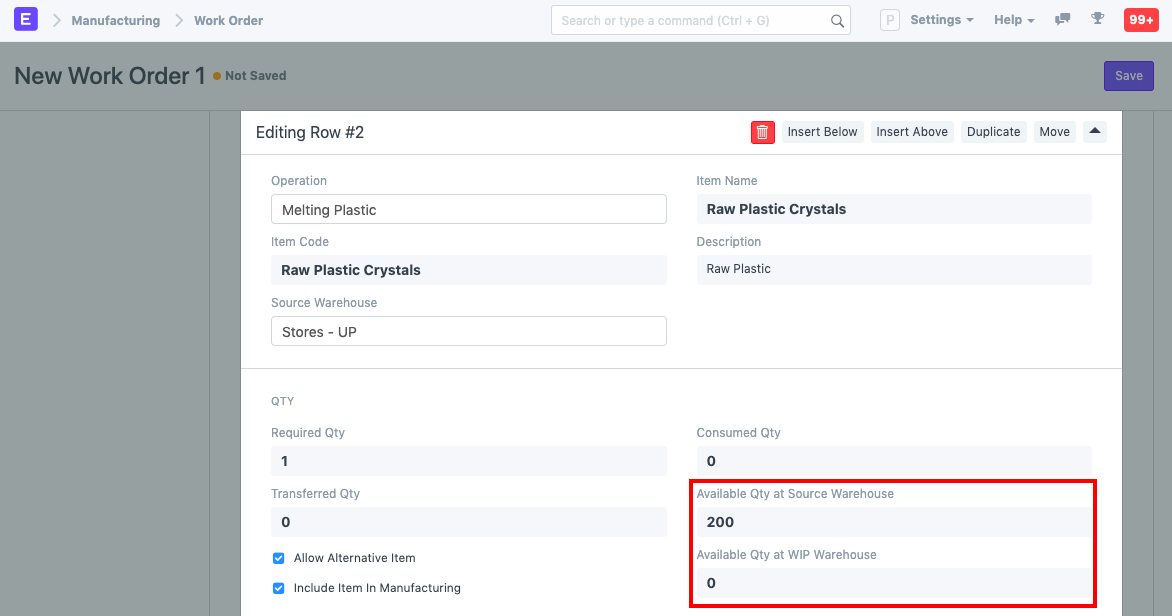 E Manufacturing Work Order Search or type a command (Ctrl + G) P Settings Help 99+
New Work Order 1 Not Saved Save
Editing Row #2 Insert Below Insert Above Duplicate Move
Operation
Melting Plastic
Item Code
Raw Plastic Crystals
Source Warehouse
Stores - UP
Item Name
Raw Plastic Crystals
Description
Raw Plastic
QTY
Required Qty
1
Transferred Qty
0
Allow Alternative Item
Include Item In Manufacturing
Consumed Qty
0
Available Qty at Source Warehouse
200
Available Qty at WIP Warehouse
0